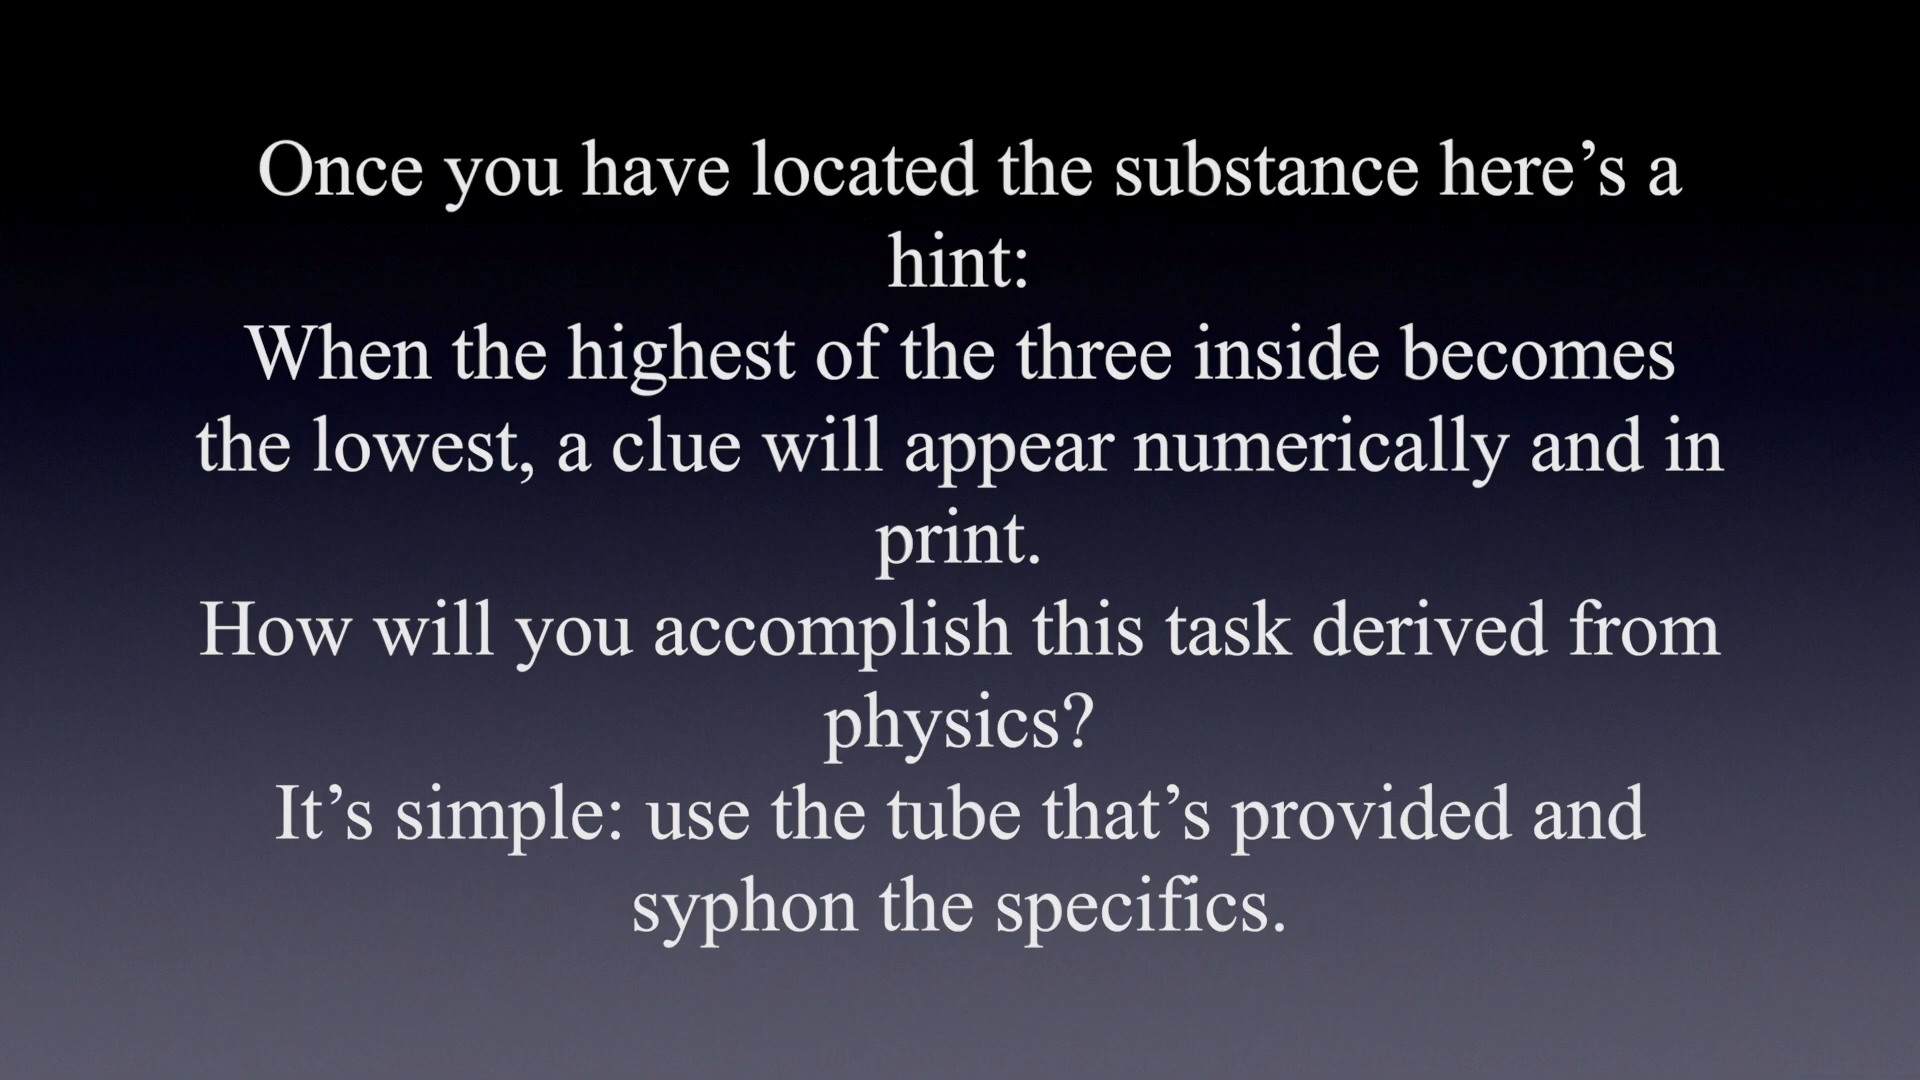 Once you have located the substance here’s a
hint:
When the highest of the three inside becomes
the lowest, a clue will appear numerically and in
print.
How will you accomplish this task derived from
physics?
It’s simple: use the tube that’s provided and
syphon the specifics.